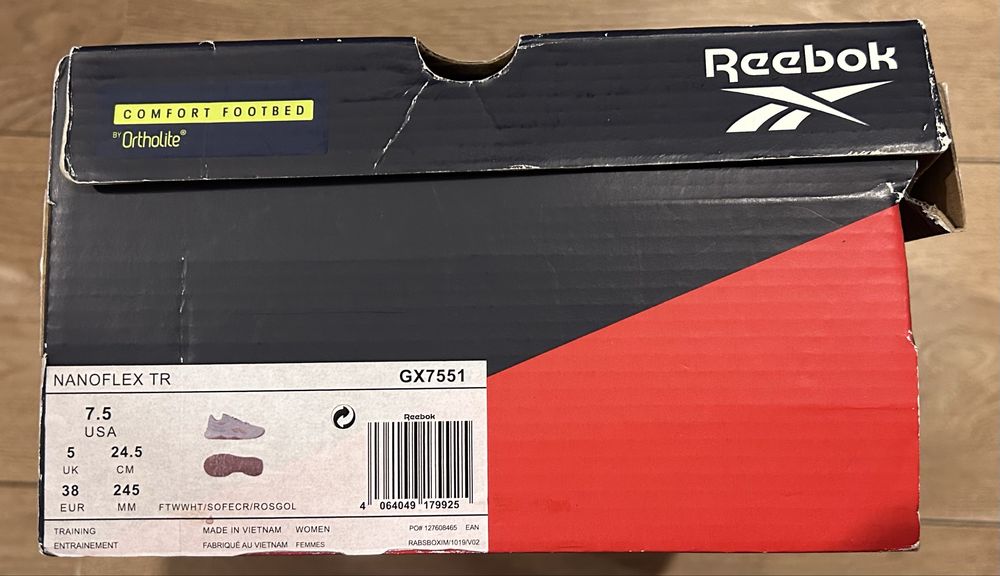 Reebok
COMFORT FOOTBED
BY Ortholite®
NANOFLEX TR GX7551
7.5
USA
5 24.5
UK CM
38 245
EUR MM
FTWWHT/SOFECR/ROSGOL
Reebok
4 064049 179925
TRAINING MADE IN VIETNAM WOMEN PO# 127608465 EAN
ENTRAINEMENT FABRIQUÉ AU VIETNAM FEMMES RABSBOXIM/1019/V02